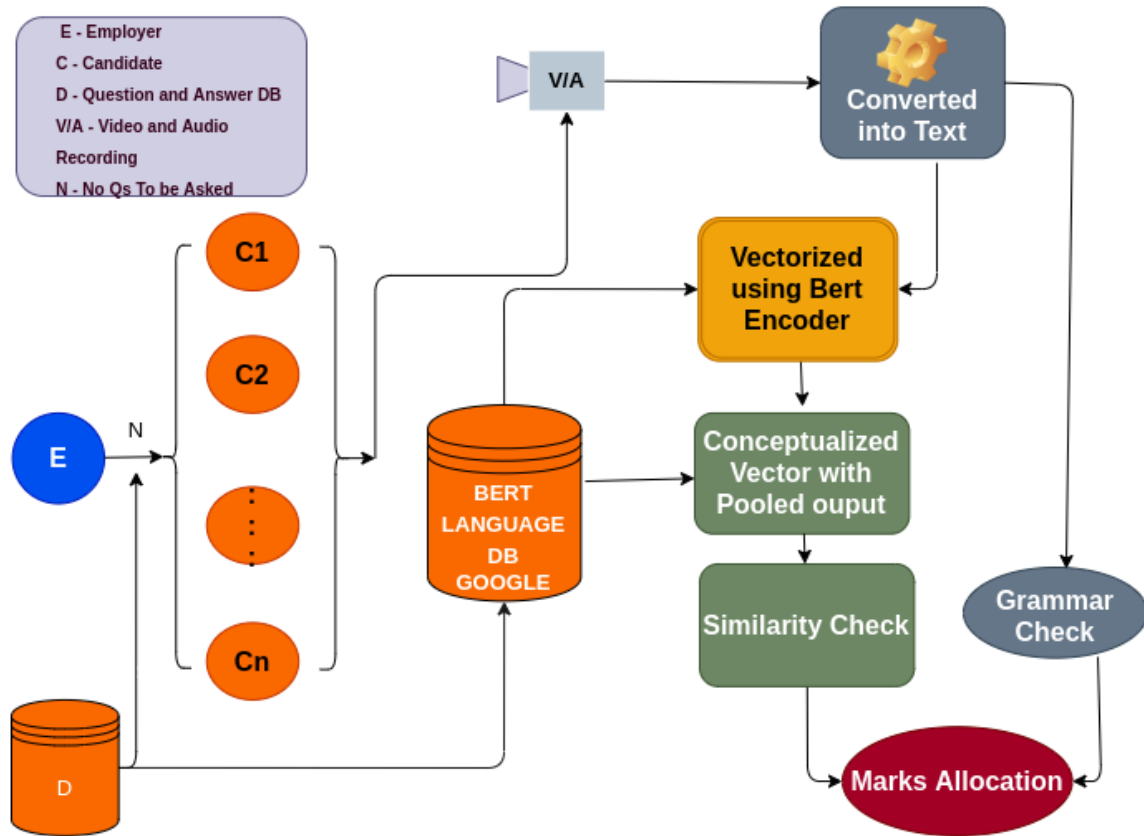 E - Employer
C - Candidate
D - Question and Answer DB
V/A - Video and Audio
Recording
N - No Qs To be Asked
V/A
Converted
into Text
C1
Vectorized
using Bert
Encoder
C2
N
E
BERT
LANGUAGE
DB
GOOGLE
Conceptualized
Vector with
Pooled ouput
Similarity Check
Grammar
Check
Cn
D
Marks Allocation